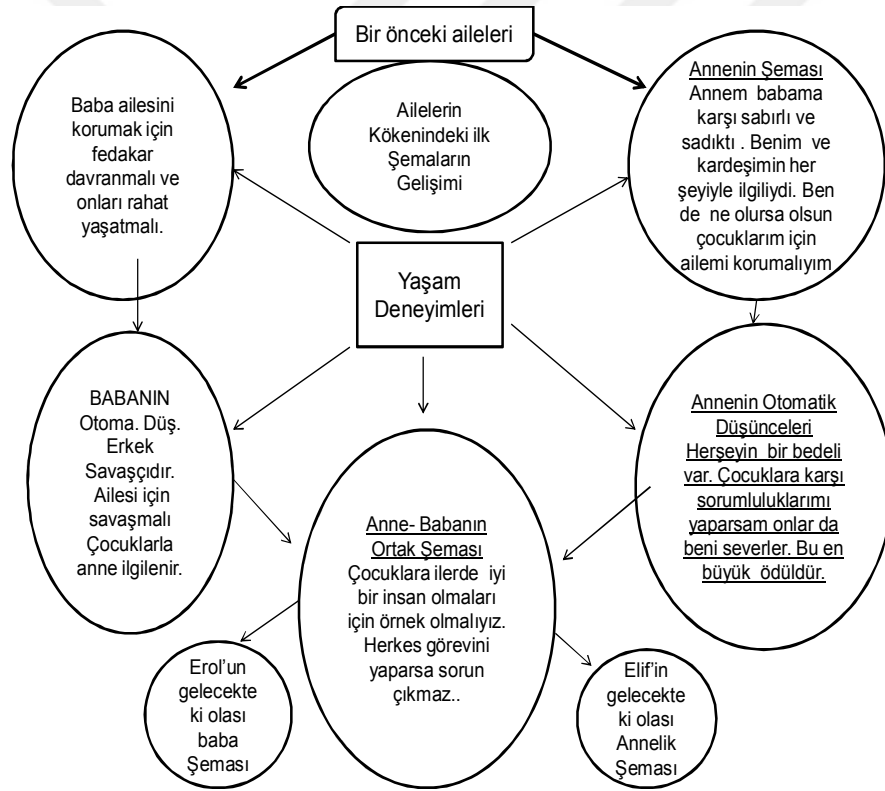 Bir önceki aileleri
Baba ailesini
korumak için
fedakar
davranmalı ve
onları rahat
yaşatmalı.
Ailelerin
Kökenindeki ilk
Şemaların
Gelişimi
Annenin Şeması
Annem babama
karşı sabırlı ve
sadıktı . Benim ve
kardeşimin her
şeyiyle ilgiliydi. Ben
de ne olursa olsun
çocuklarım için
ailemi korumalıyım
Yaşam
Deneyimleri
BABANIN
Otoma. Düş.
Erkek
Savaşçıdır.
Ailesi için
savaşmalı
Çocuklarla
anne ilgilenir.
Anne- Babanın
Ortak Şeması
Çocuklara ilerde iyi
bir insan olmaları
için örnek olmalıyız.
Herkes görevini
yaparsa sorun
çıkmaz..
Annenin Otomatik
Düşünceleri
Herşeyin bir bedeli
var. Çocuklara karşı
sorumluluklarımı
yaparsam onlar da
beni severler. Bu en
büyük ödüldür.
Erol'un
gelecekte
ki olası
baba
Şeması
Elif'in
gelecekte
ki olası
Annelik
Şeması